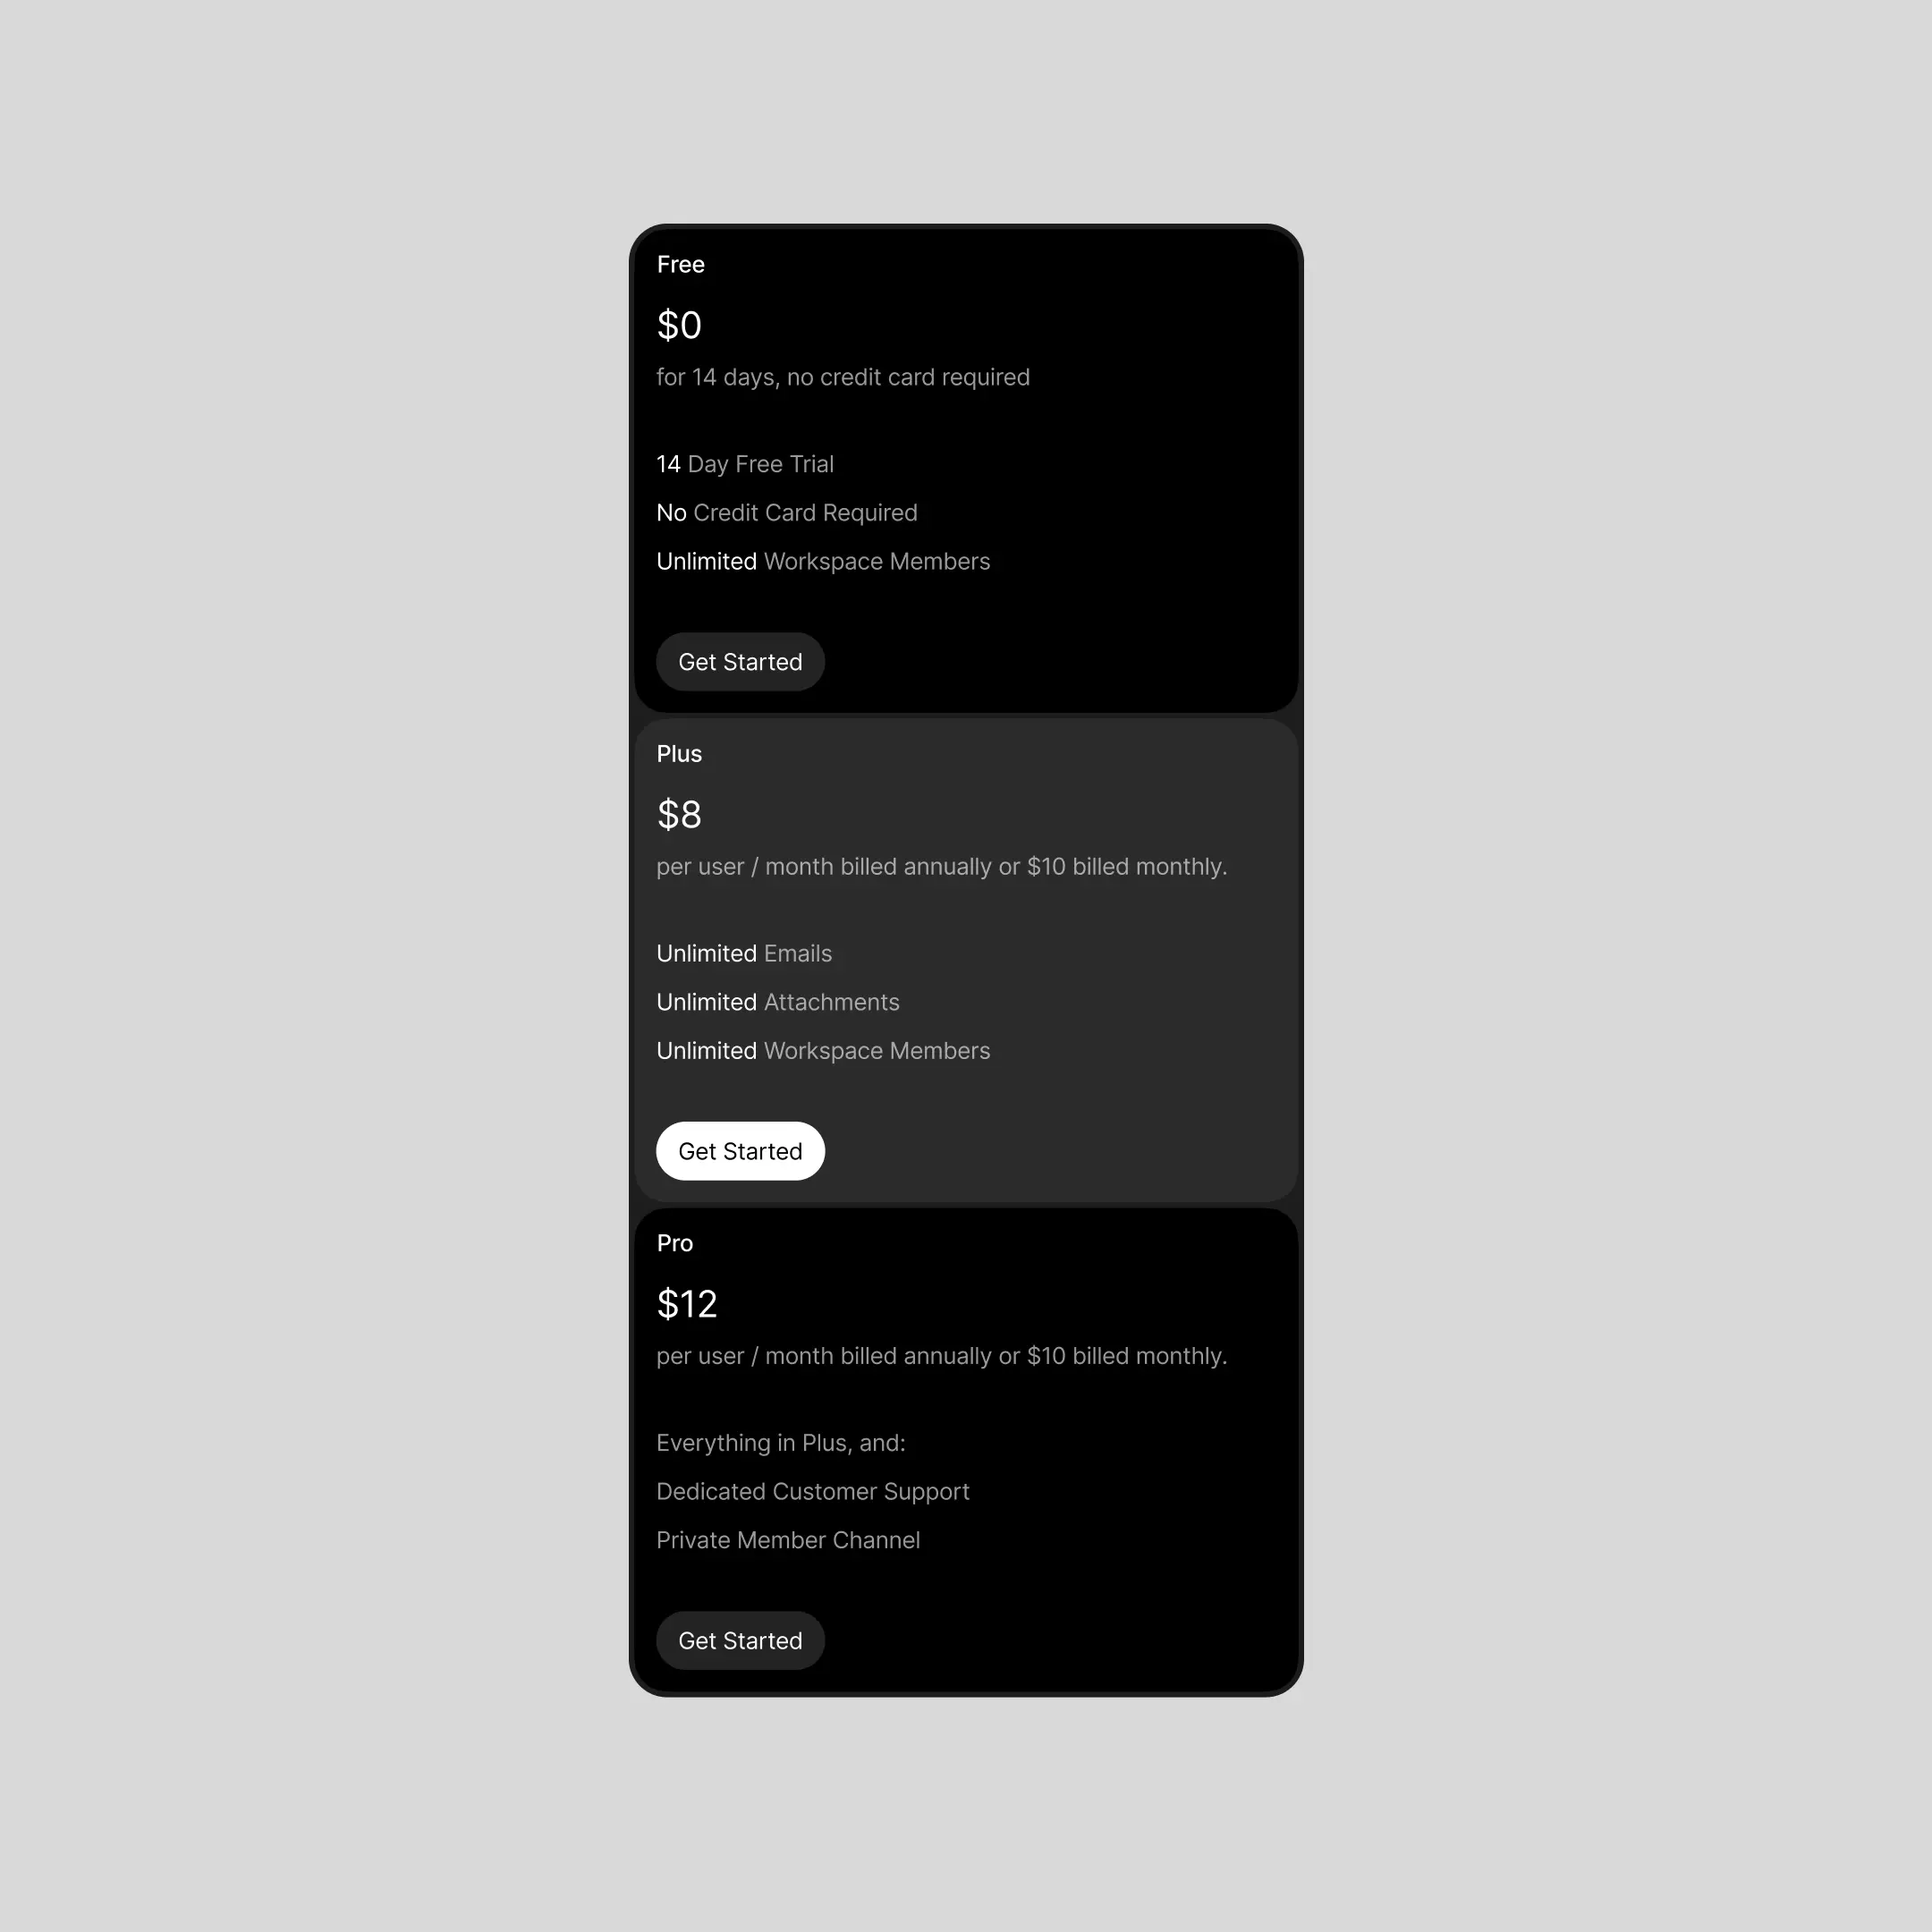 Free
$0
for 14 days, no credit card required
14 Day Free Trial
No Credit Card Required
Unlimited Workspace Members
Get Started
Plus
$8
per user / month billed annually or $10 billed monthly.
Unlimited Emails
Unlimited Attachments
Unlimited Workspace Members
Get Started
Pro
$12
per user / month billed annually or $10 billed monthly.
Everything in Plus, and:
Dedicated Customer Support
Private Member Channel
Get Started